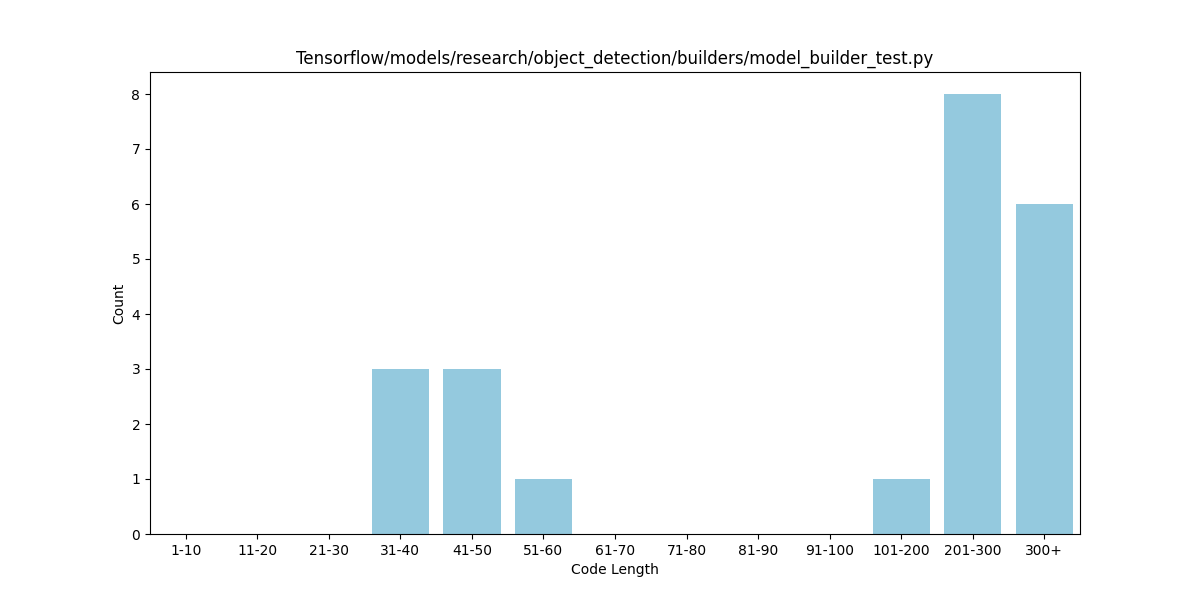 Tensorflow/models/research/object_detection/builders/model_builder_test.py
8
7
6
5
4
3
2
1
0
Count
1-10 11-20 21-30 31-40 41-50 51-60 61-70 71-80 81-90 91-100 101-200 201-300 300+
Code Length